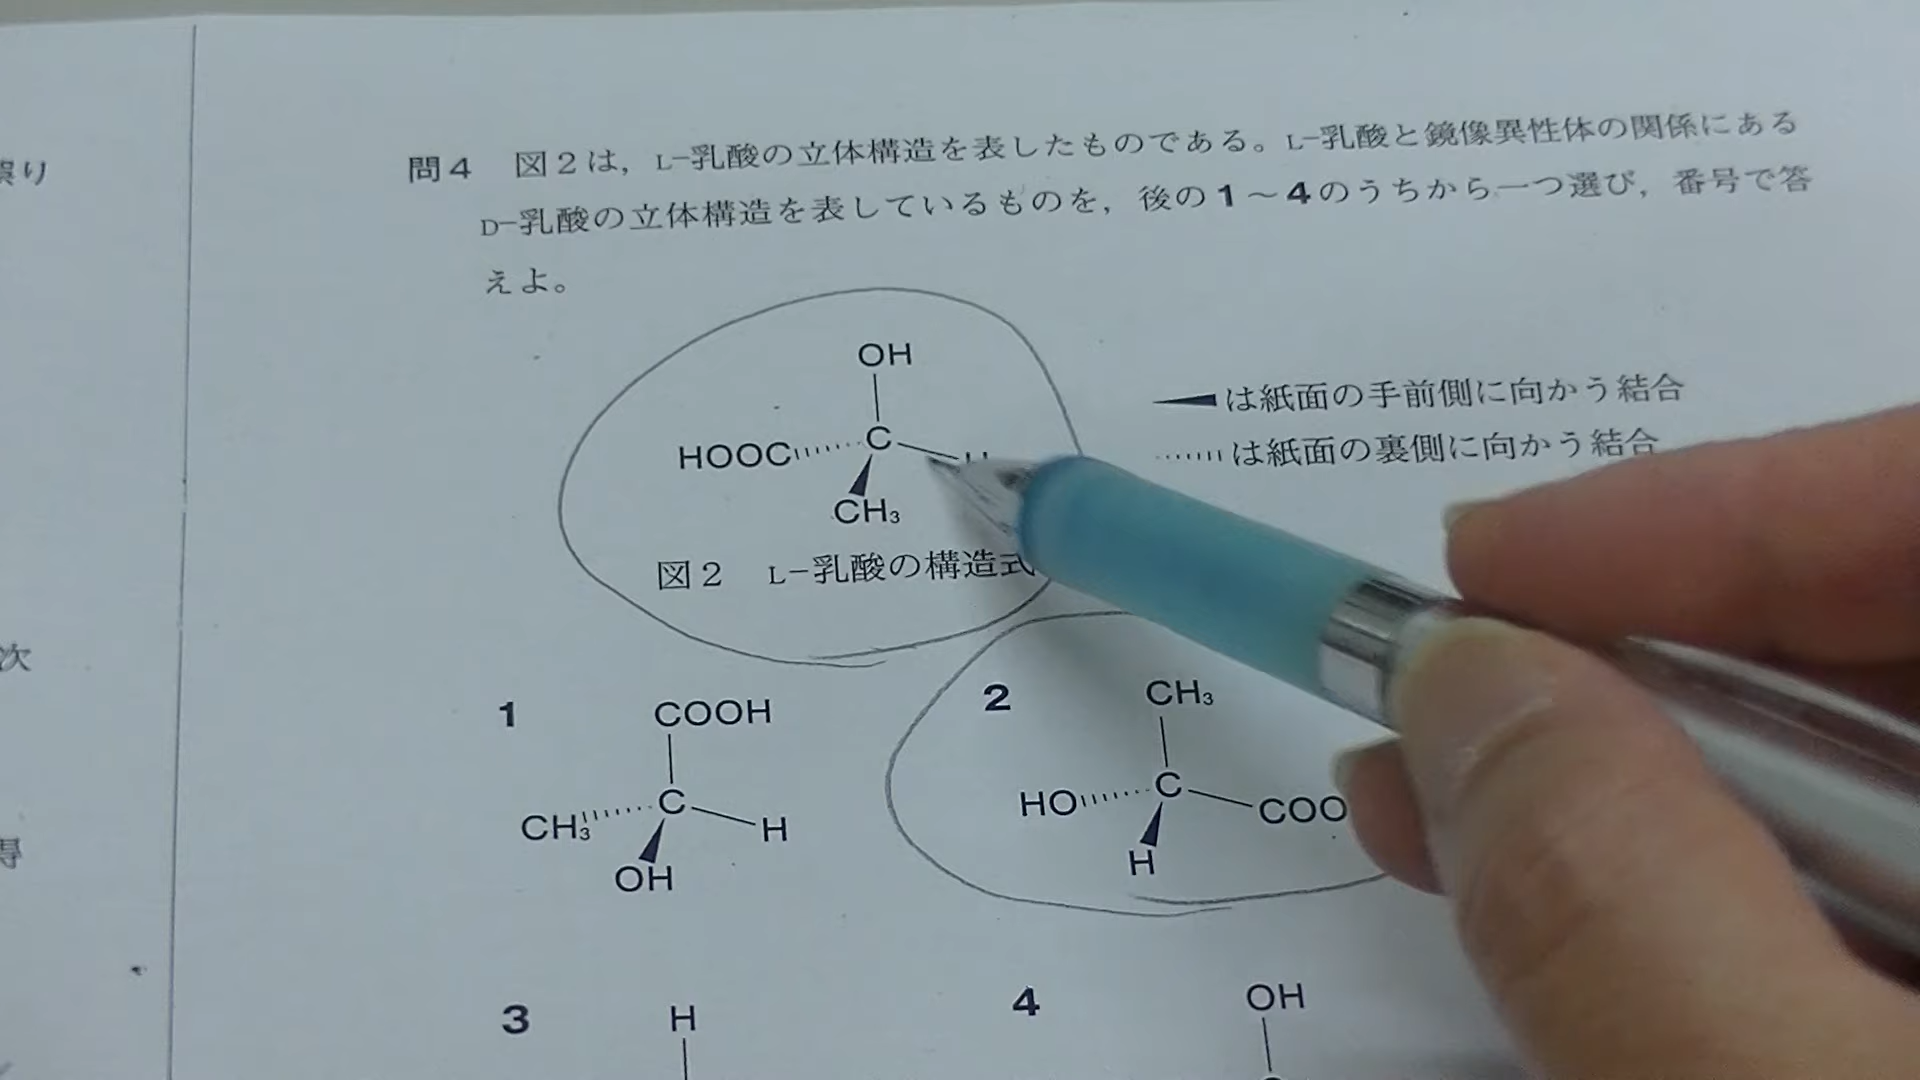 誤り
問4 図2は，L−乳酸の立体構造を表したものである。L−乳酸と鏡像異性体の関係にある
D−乳酸の立体構造を表しているものを，後の1〜4のうちから一つ選び，番号で答
えよ。
OH
は紙面の手前側に向かう結合
HOOC C
は紙面の裏側に向かう結合
CH₃
図2 L−乳酸の構造式
次
1 COOH
2 CH₃
CH₃ C H
HO C COO
得
OH
H
3 H
4 OH